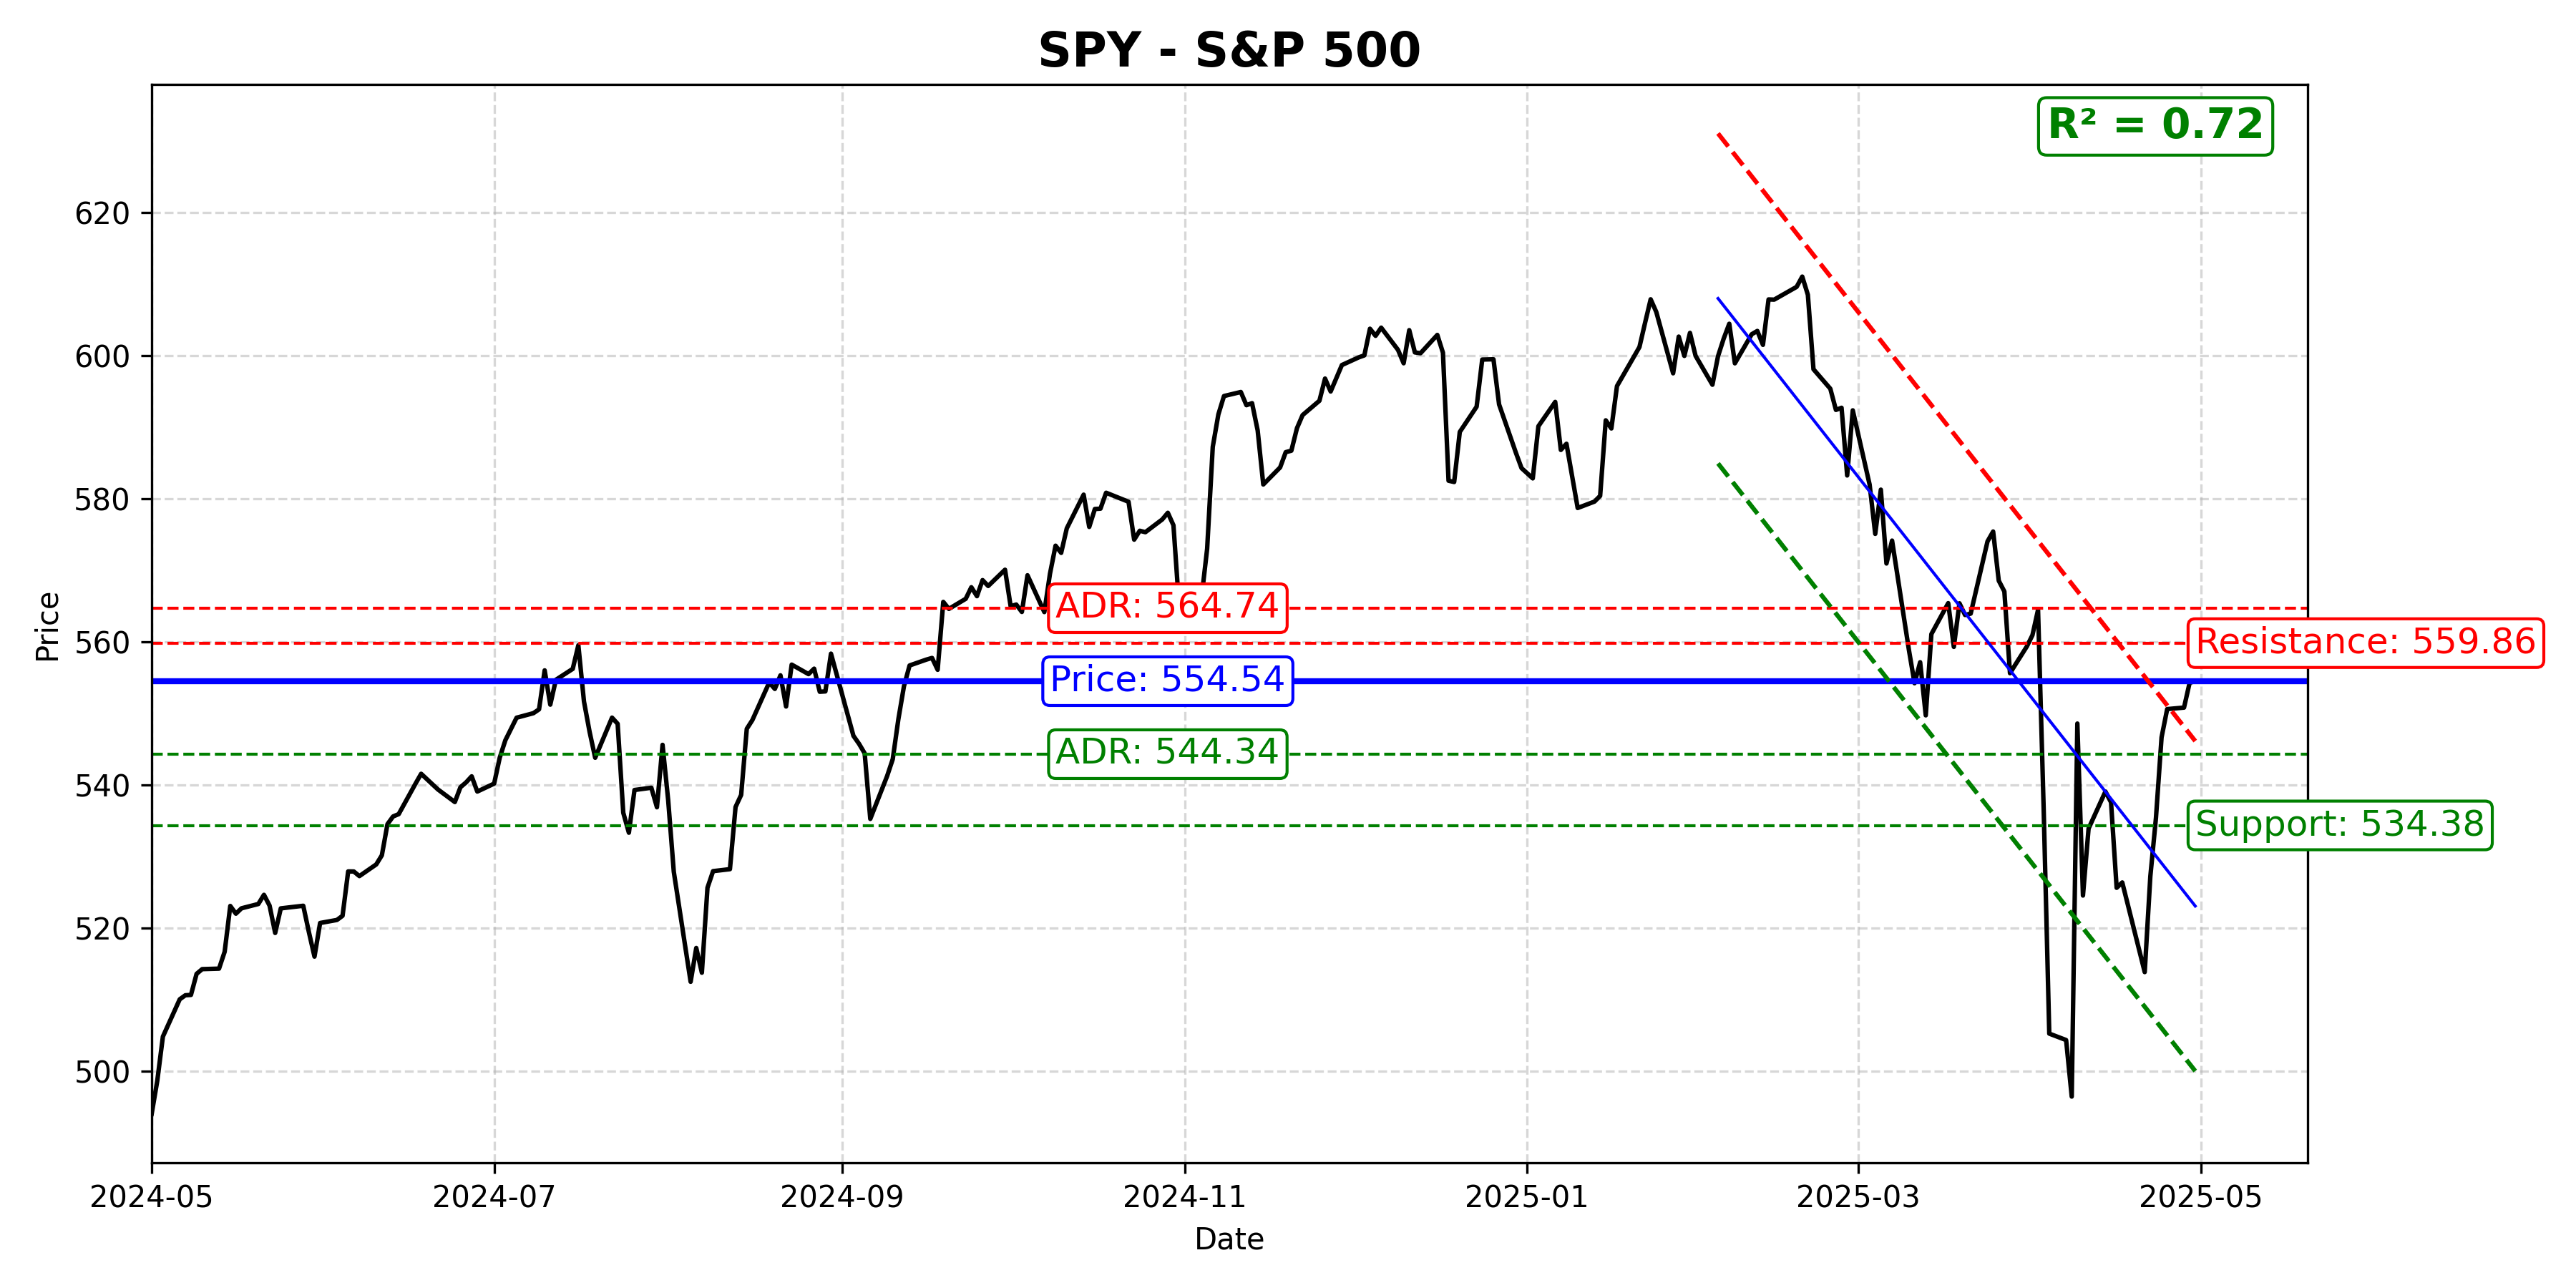 SPY - S&P 500
R² = 0.72
620
600
580
560
540
520
500
Price
ADR: 564.74
Resistance: 559.86
Price: 554.54
ADR: 544.34
Support: 534.38
2024-05
2024-07
2024-09
2024-11
2025-01
2025-03
2025-05
Date